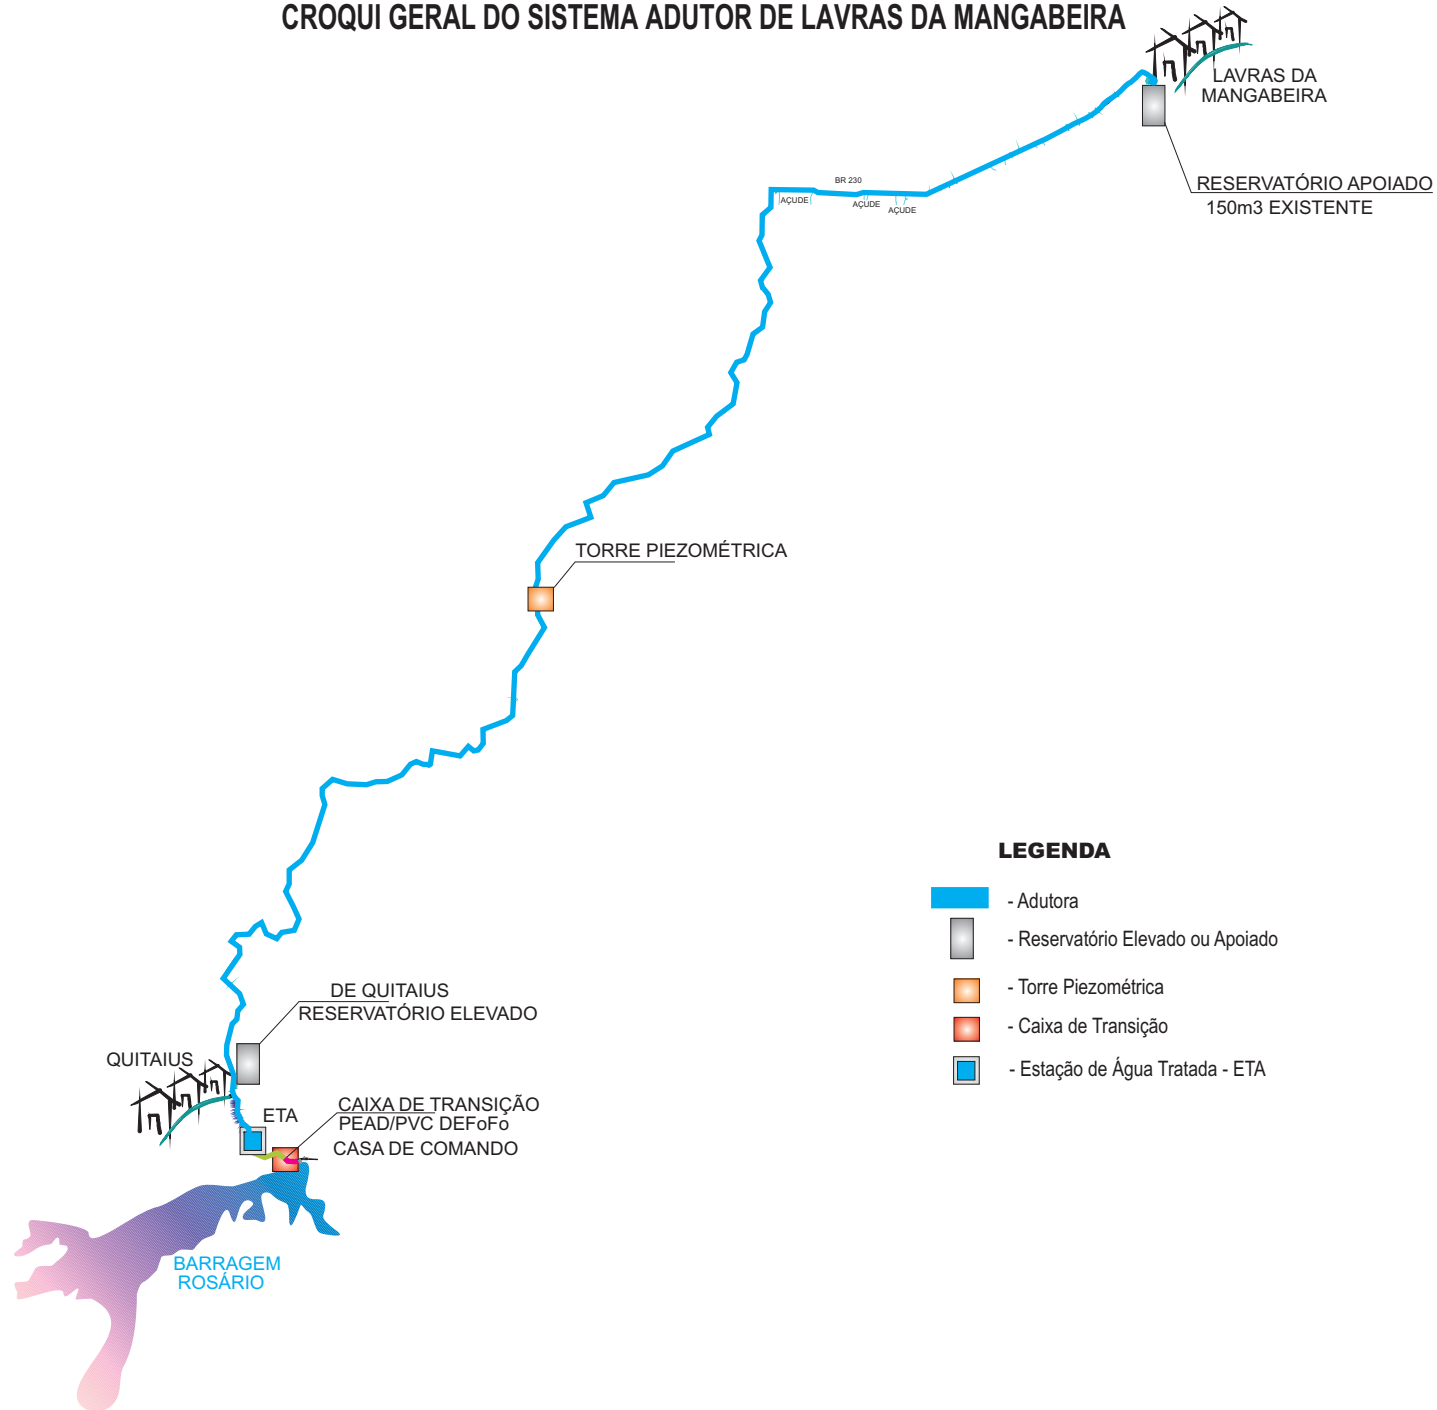 CROQUI GERAL DO SISTEMA ADUTOR DE LAVRAS DA MANGABEIRA
LAVRAS DA
MANGABEIRA
RESERVATÓRIO APOIADO
150m3 EXISTENTE
BR 230
AÇUDE
AÇUDE
AÇUDE
TORRE PIEZOMÉTRICA
LEGENDA
- Adutora
- Reservatório Elevado ou Apoiado
- Torre Piezométrica
- Caixa de Transição
- Estação de Água Tratada - ETA
DE QUITAIUS
RESERVATÓRIO ELEVADO
QUITAIUS
ETA
CAIXA DE TRANSIÇÃO
PEAD/PVC DEFoFo
CASA DE COMANDO
BARRAGEM
ROSÁRIO